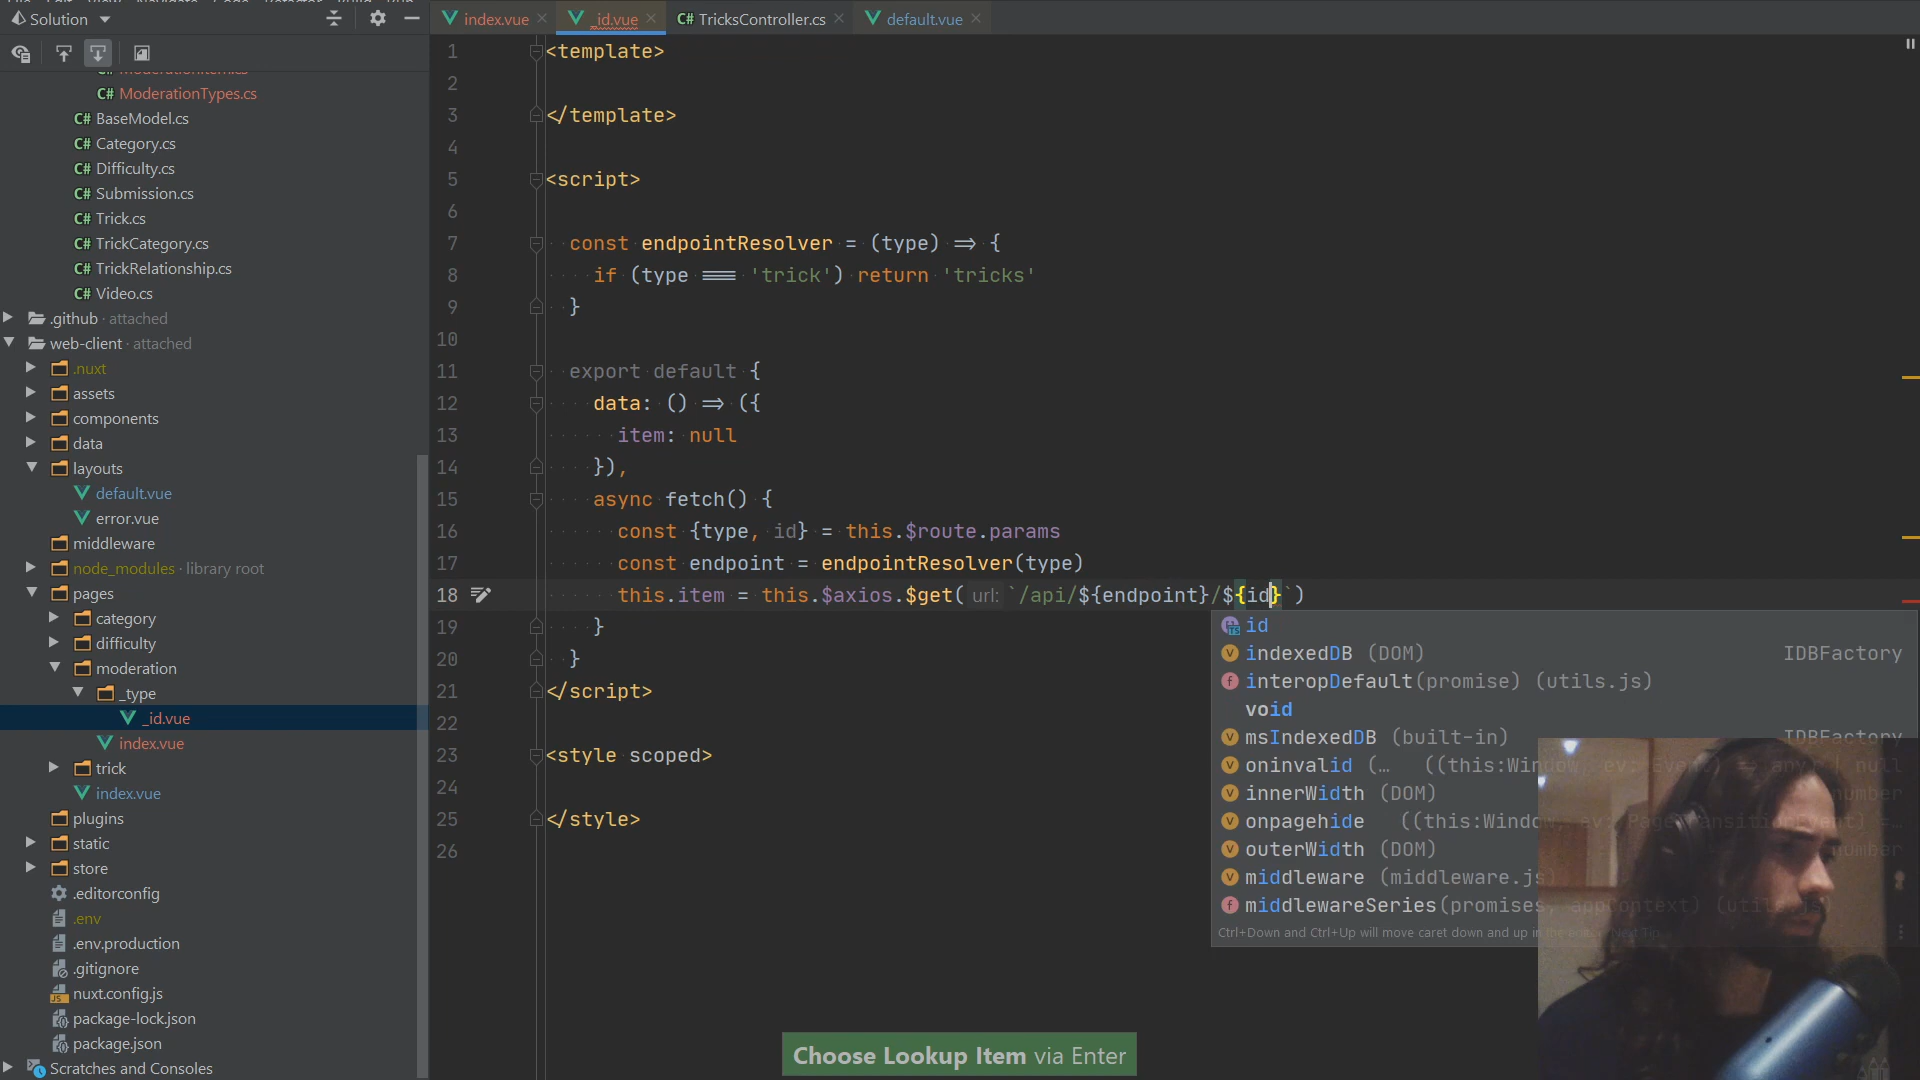 Solution
index.vue
_id.vue
TricksController.cs
default.vue
ModerationItem.cs
ModerationTypes.cs
BaseModel.cs
Category.cs
Difficulty.cs
Submission.cs
Trick.cs
TrickCategory.cs
TrickRelationship.cs
Video.cs
.github · attached
web-client · attached
.nuxt
assets
components
data
layouts
default.vue
error.vue
middleware
node_modules · library root
pages
category
difficulty
moderation
_type
_id.vue
index.vue
trick
index.vue
plugins
static
store
.editorconfig
.env
.env.production
.gitignore
nuxt.config.js
package-lock.json
package.json
Scratches and Consoles
1 <template>
2
3 </template>
4
5 <script>
6
7 const endpointResolver = (type) => {
8 if (type === 'trick') return 'tricks'
9 }
10
11 export default {
12 data: () => ({
13 item: null
14 }),
15 async fetch() {
16 const {type, id} = this.$route.params
17 const endpoint = endpointResolver(type)
18 this.item = this.$axios.$get( url: `/api/${endpoint}/${id}`)
19 }
20 }
21 </script>
22
23 <style scoped>
24
25 </style>
26
id
indexedDB (DOM) IDBFactory
interopDefault(promise) (utils.js)
void
msIndexedDB (built-in) IDBFactory
oninvalid (… ((this:Window, ev: Event) => any) | null
innerWidth (DOM) number
onpagehide ((this:Window, ev: PageTransitionEvent) =…
outerWidth (DOM) number
middleware (middleware.js)
middlewareSeries(promises, appContext) (utils.js)
Ctrl+Down and Ctrl+Up will move caret down and up in the Next Tip
Choose Lookup Item via Enter